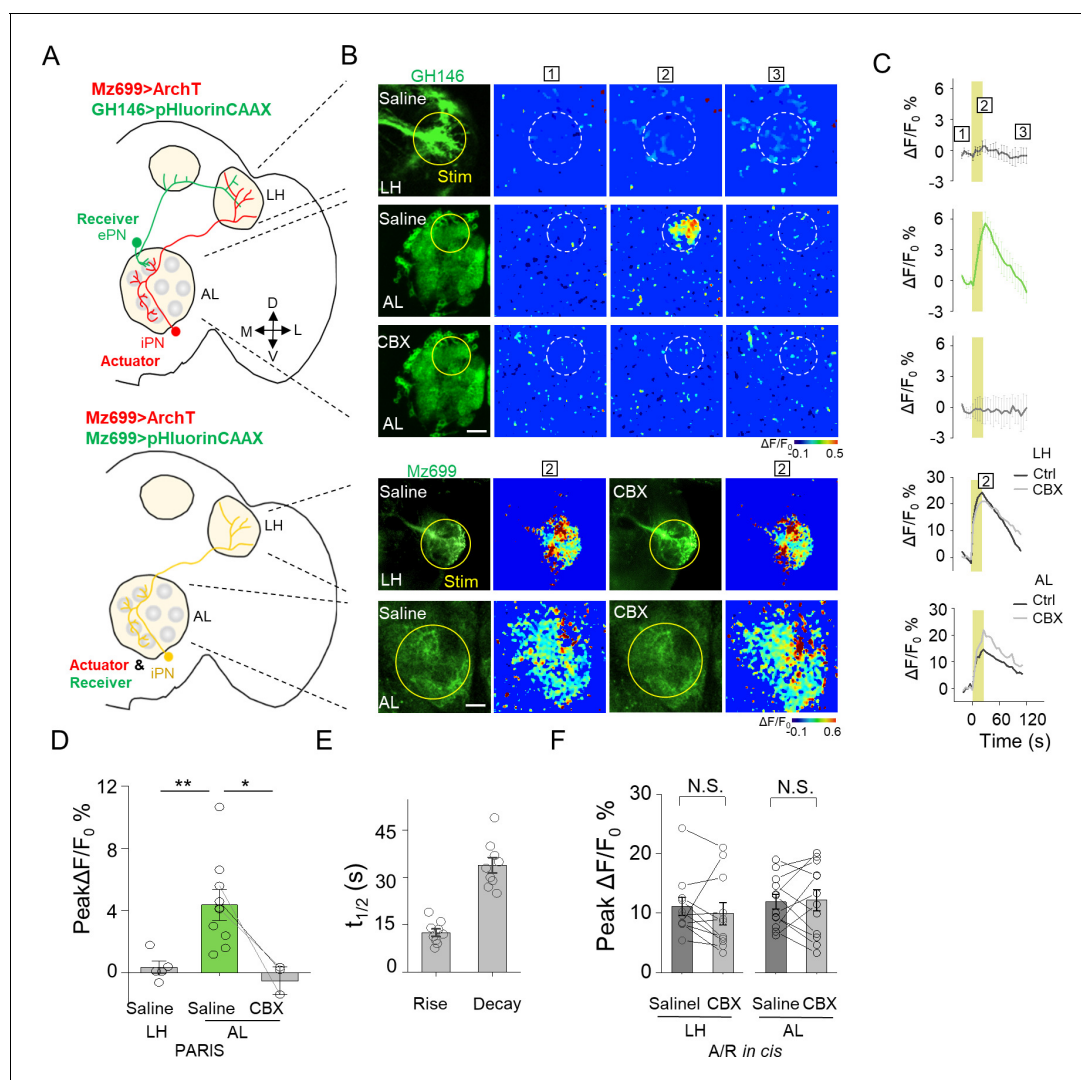 A
Mz699>ArchT
GH146>pHluorinCAAX
LH
Receiver
ePN
AL
iPN
Actuator
D
M L
V
Mz699>ArchT
Mz699>pHluorinCAAX
LH
AL
Actuator &
Receiver
iPN
B
GH146 1 2 3
Saline
Stim
LH
Saline
AL
CBX
AL
ΔF/F0
-0.1 0.5
Mz699 2 2
Saline CBX
Stim
LH
Saline CBX
AL
ΔF/F0
-0.1 0.6
C
ΔF/F0 %
6
3
0
-3
1
2
3
ΔF/F0 %
6
3
0
-3
ΔF/F0 %
6
3
0
-3
LH
Ctrl
CBX
ΔF/F0 %
30
20
10
0
2
AL
Ctrl
CBX
ΔF/F0 %
30
20
10
0
0 60 120
Time (s)
D
PeakΔF/F0 %
12
8
4
0
** *
Saline Saline CBX
LH AL
PARIS
E
t1/2 (s)
45
30
15
0
Rise Decay
F
Peak ΔF/F0 %
30
20
10
0
N.S. N.S.
Salinel CBX Saline CBX
LH AL
A/R in cis